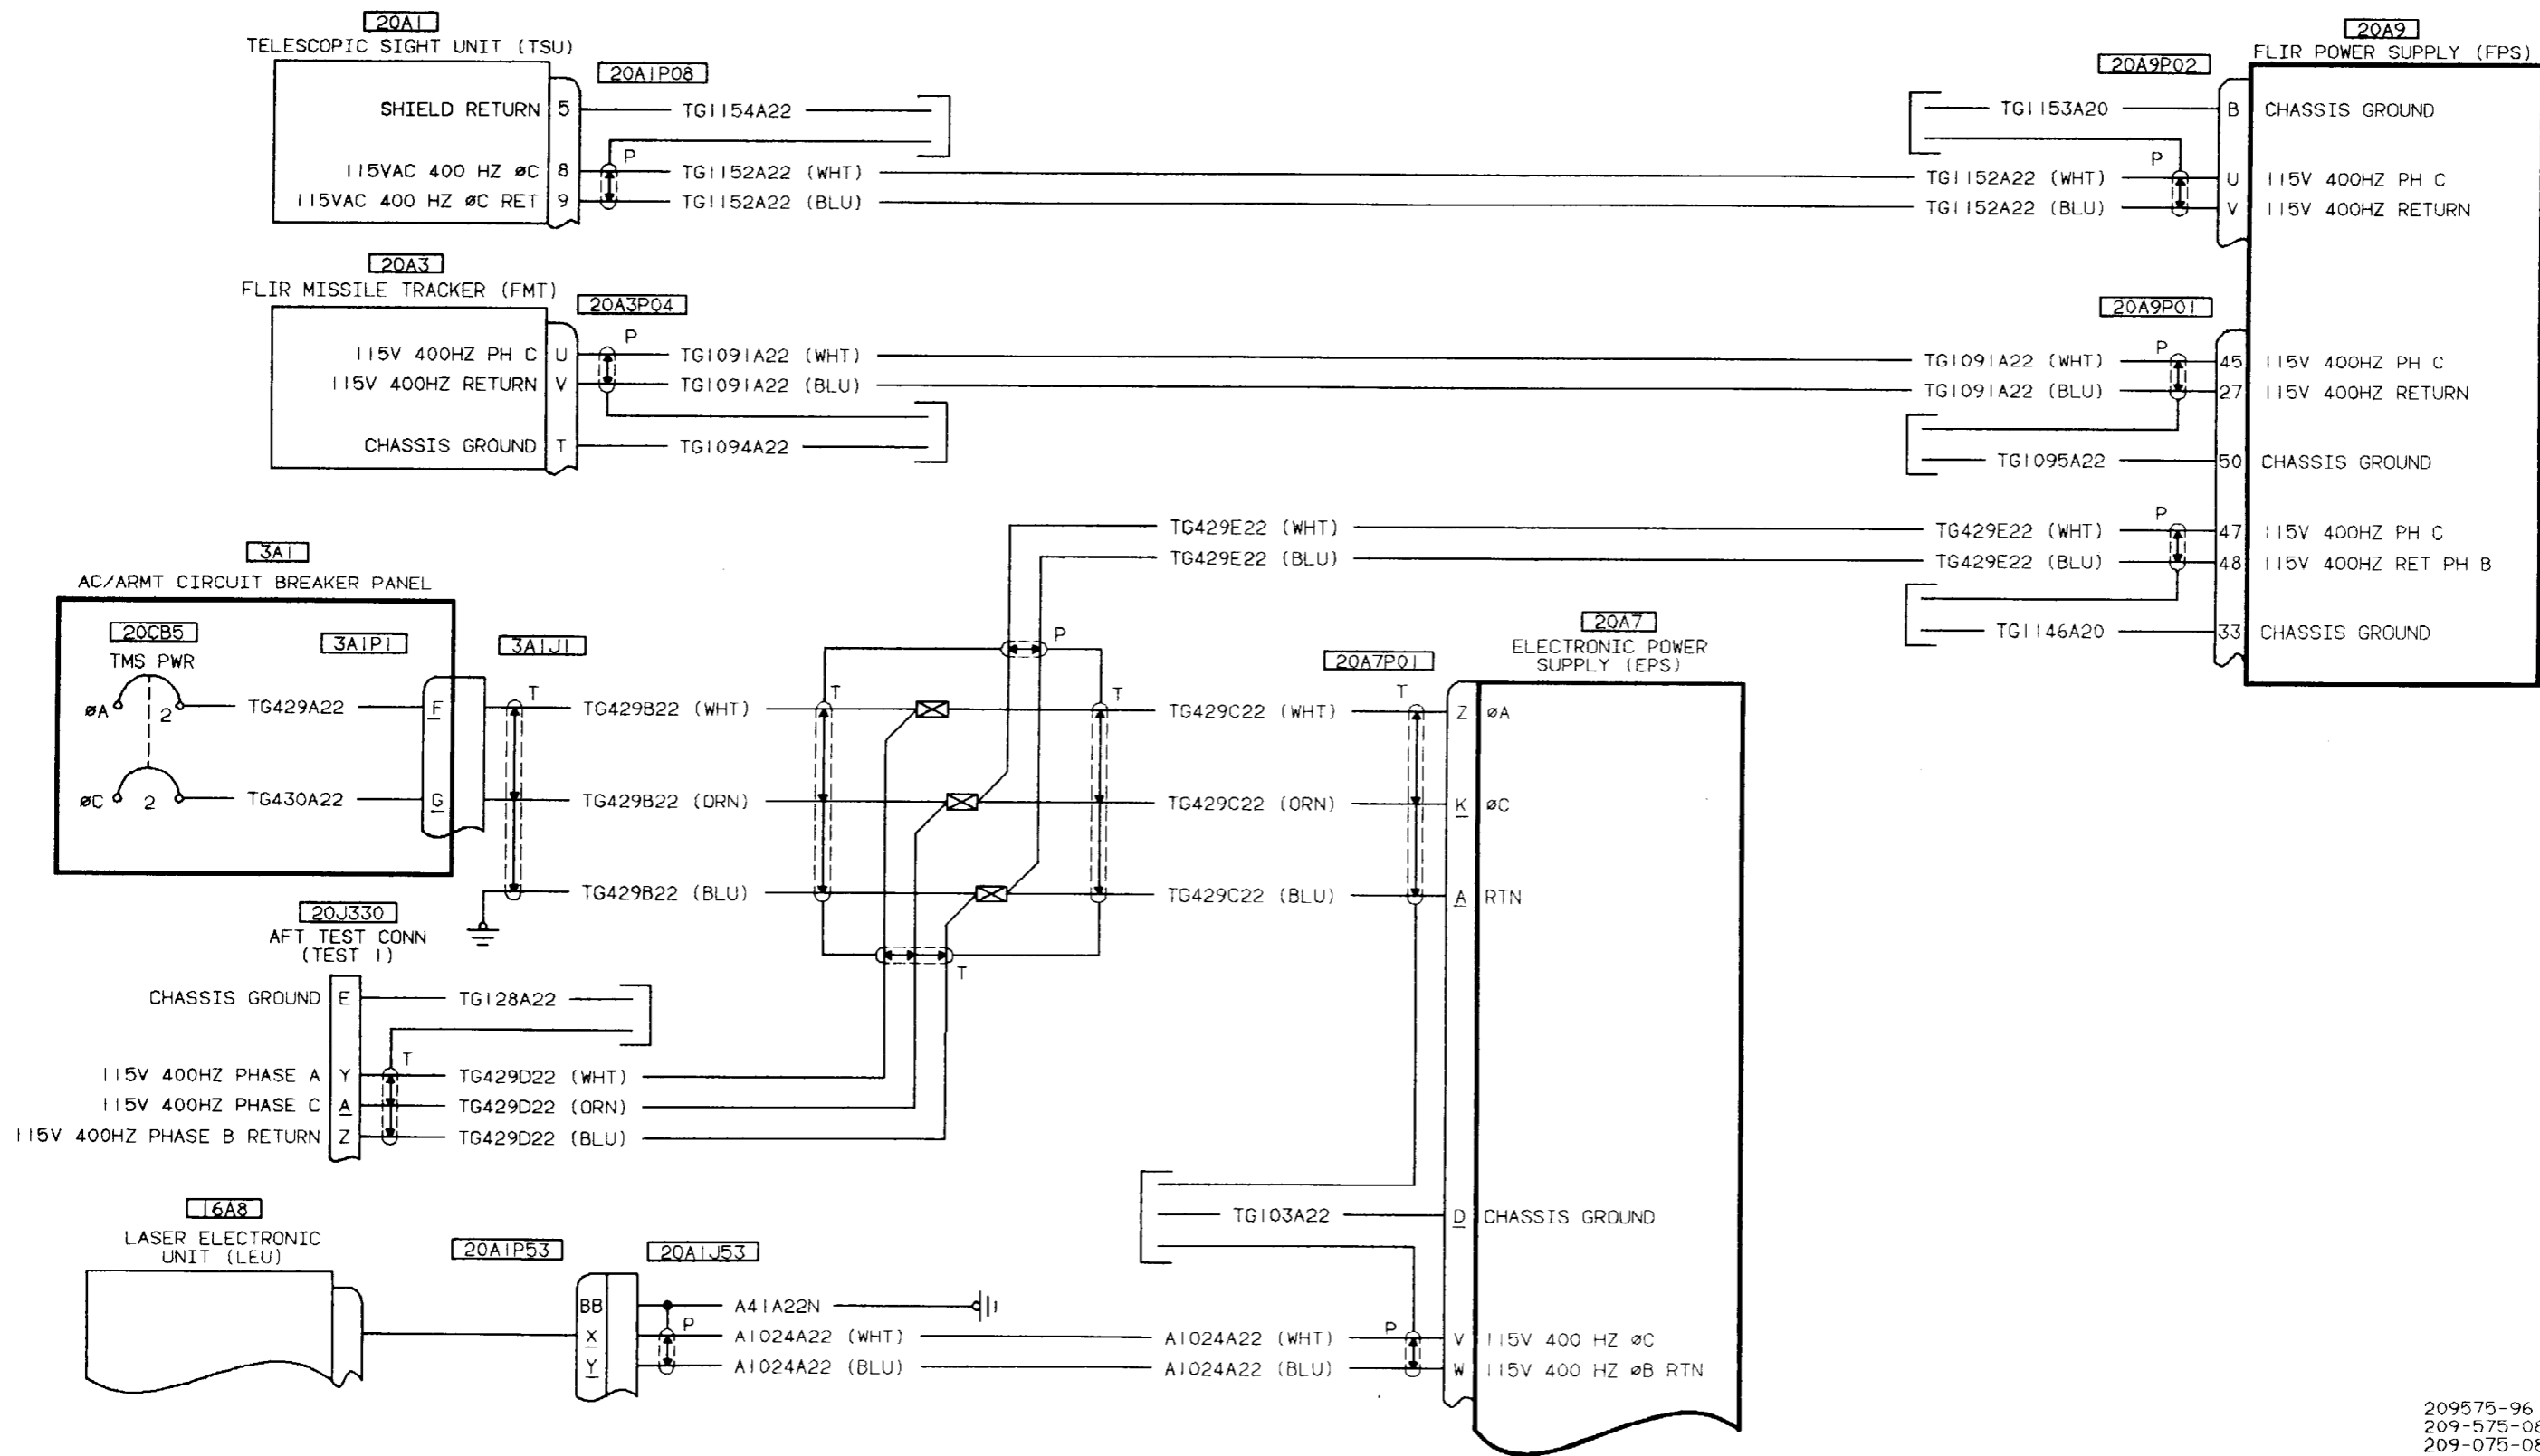 20A1
TELESCOPIC SIGHT UNIT (TSU)
20A1P08
SHIELD RETURN 5 TG1154A22
P
115VAC 400 HZ øC 8 TG1152A22 (WHT)
115VAC 400 HZ øC RET 9 TG1152A22 (BLU)
20A9
FLIR POWER SUPPLY (FPS)
20A9P02
TG1153A20 B CHASSIS GROUND
P
TG1152A22 (WHT) U 115V 400HZ PH C
TG1152A22 (BLU) V 115V 400HZ RETURN
20A3
FLIR MISSILE TRACKER (FMT)
20A3P04
P
115V 400HZ PH C U TG1091A22 (WHT)
115V 400HZ RETURN V TG1091A22 (BLU)
CHASSIS GROUND T TG1094A22
20A9P01
P
TG1091A22 (WHT) 45 115V 400HZ PH C
TG1091A22 (BLU) 27 115V 400HZ RETURN
TG1095A22 50 CHASSIS GROUND
P
TG429E22 (WHT) TG429E22 (WHT) 47 115V 400HZ PH C
TG429E22 (BLU) TG429E22 (BLU) 48 115V 400HZ RET PH B
TG1146A20 33 CHASSIS GROUND
3A1
AC/ARMT CIRCUIT BREAKER PANEL
20CB5
TMS PWR
3A1P1
3A1J1
P
20A7
ELECTRONIC POWER
SUPPLY (EPS)
20A7P01
T T T T
øA 2 TG429A22 F TG429B22 (WHT) TG429C22 (WHT) Z øA
øC 2 TG430A22 G TG429B22 (ORN) TG429C22 (ORN) K øC
TG429B22 (BLU) TG429C22 (BLU) A RTN
T
20J330
AFT TEST CONN
(TEST 1)
CHASSIS GROUND E TG128A22
T
115V 400HZ PHASE A Y TG429D22 (WHT)
115V 400HZ PHASE C A TG429D22 (ORN)
115V 400HZ PHASE B RETURN Z TG429D22 (BLU)
TG103A22 D CHASSIS GROUND
16A8
LASER ELECTRONIC
UNIT (LEU)
20A1P53
20A1J53
BB A41A22N
P P
X A1024A22 (WHT) A1024A22 (WHT) V 115V 400 HZ øC
Y A1024A22 (BLU) A1024A22 (BLU) W 115V 400 HZ øB RTN
209575-96
209-575-08
209-075-08